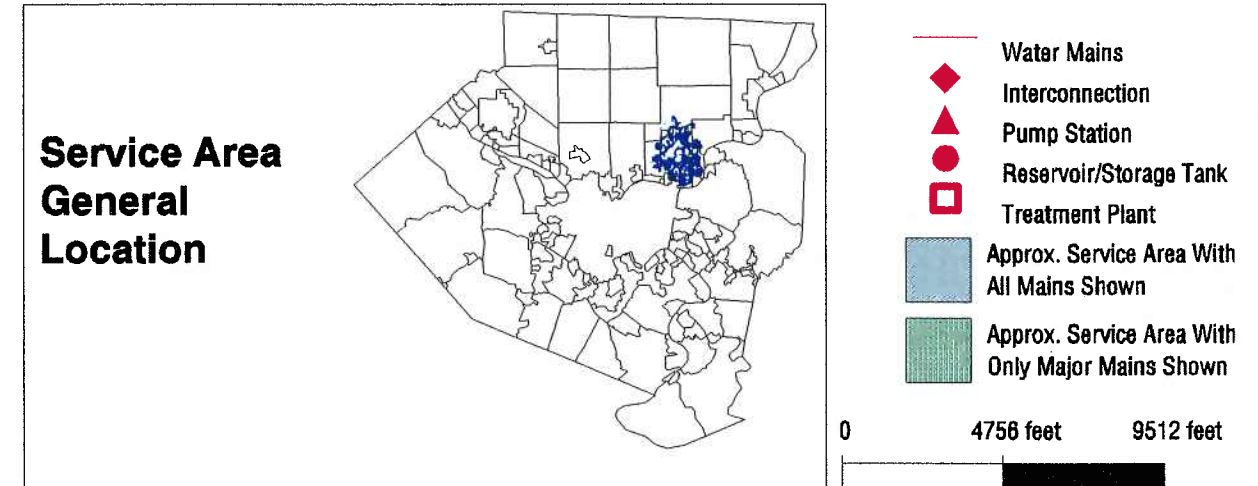 Service Area
General
Location
Water Mains
Interconnection
Pump Station
Reservoir/Storage Tank
Treatment Plant
Approx. Service Area With
All Mains Shown
Approx. Service Area With
Only Major Mains Shown
0 4756 feet 9512 feet